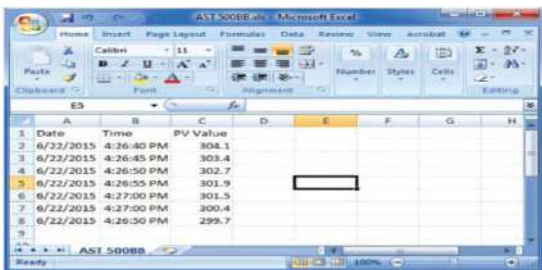 AST 500BB.xls - Microsoft Excel
Home Insert Page Layout Formulas Data Review View Acrobat
Paste
Calibri 11
B I U A A
A
%
Number
Styles
Cells
Σ
Clipboard Font Alignment Editing
E5 fx
A B C D E F G H
1 Date Time PV Value
2 6/22/2015 4:26:40 PM 304.1
3 6/22/2015 4:26:45 PM 303.4
4 6/22/2015 4:26:50 PM 302.7
5 6/22/2015 4:26:55 PM 301.9
6 6/22/2015 4:27:00 PM 301.5
7 6/22/2015 4:27:00 PM 300.4
8 6/22/2015 4:26:50 PM 299.7
9
AST 500BB
Ready 100%